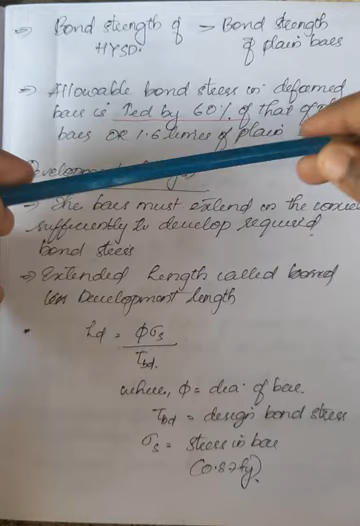 ⇒ Bond strength of > Bond strength
HYSD. of plain bars
⇒ Allowable bond stress in deformed
bars is ↑ed by 60% of that of
bars OR 1.6 times of plain
→ The bars must extend in the
sufficiently to develop required
bond stress
⇒ Extended length called bond
Development length
Ld = φσs / τbd.
where, φ = dia. of bar.
τbd = design bond stress
σs = stress in bar
(0.87fy).